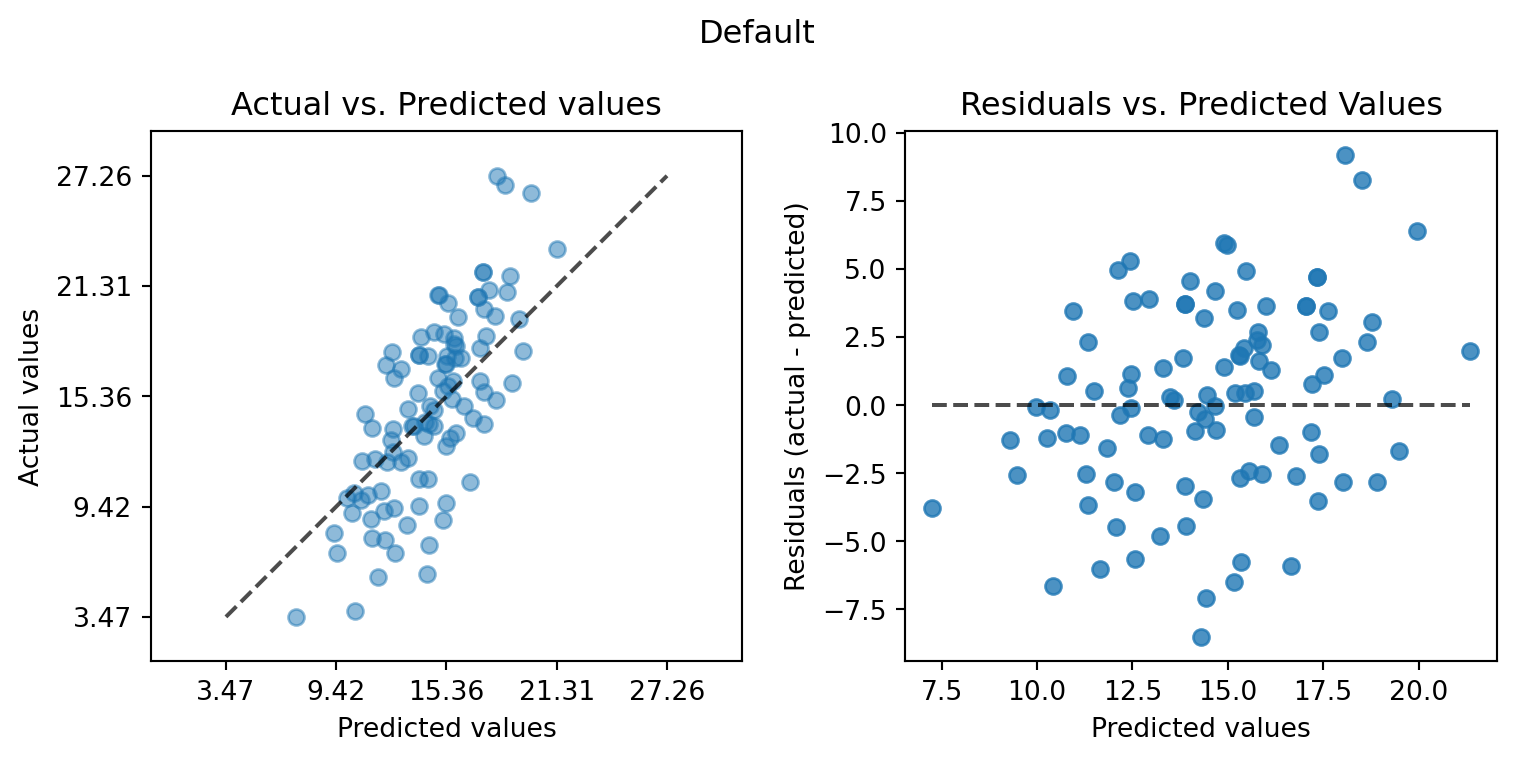 Default
Actual vs. Predicted values
Actual values
27.26
21.31
15.36
9.42
3.47
3.47 9.42 15.36 21.31 27.26
Predicted values
Residuals vs. Predicted Values
Residuals (actual - predicted)
10.0
7.5
5.0
2.5
0.0
−2.5
−5.0
−7.5
7.5 10.0 12.5 15.0 17.5 20.0
Predicted values